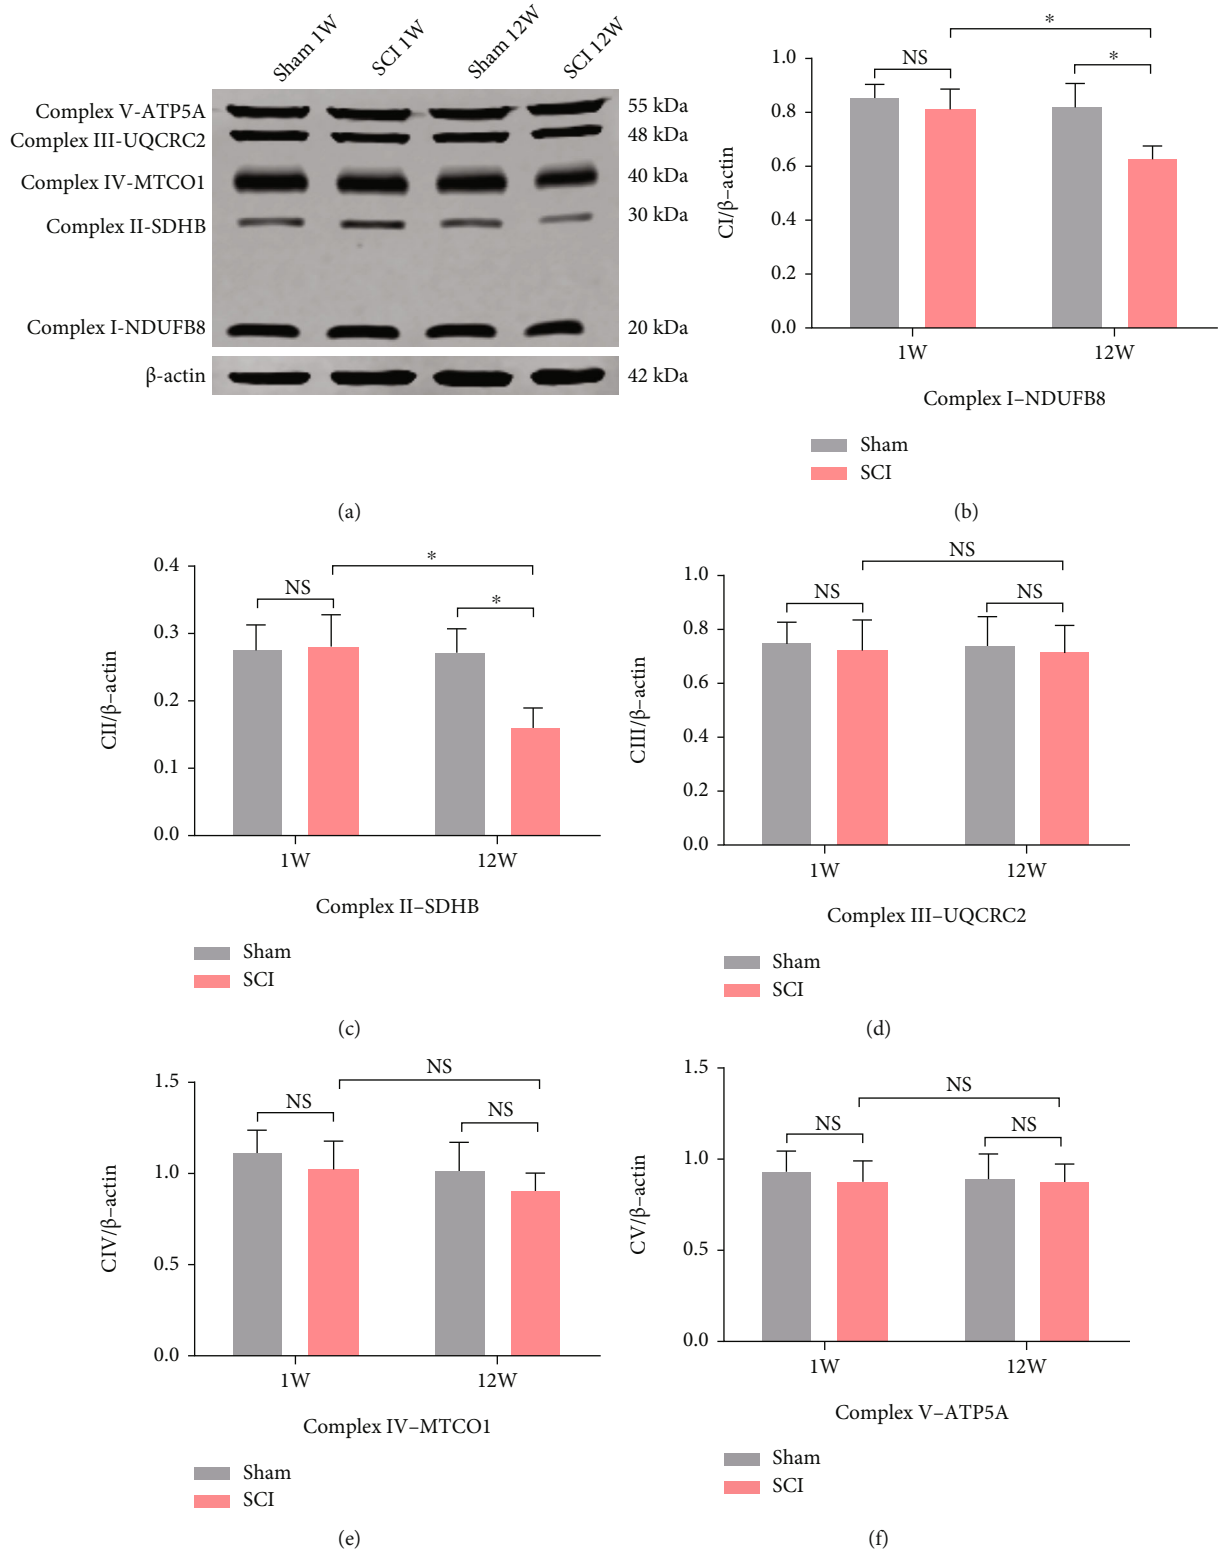 Sham 1W
SCI 1W
Sham 12W
SCI 12W
Complex V-ATP5A
55 kDa
Complex III-UQCRC2
48 kDa
Complex IV-MTCO1
40 kDa
Complex II-SDHB
30 kDa
Complex I-NDUFB8
20 kDa
β-actin
42 kDa
(a)
*
NS
*
1.0
0.8
0.6
0.4
0.2
0.0
CI/β–actin
1W
12W
Complex I–NDUFB8
Sham
SCI
(b)
*
NS
*
0.4
0.3
0.2
0.1
0.0
CII/β–actin
1W
12W
Complex II–SDHB
Sham
SCI
(c)
NS
NS
NS
1.0
0.8
0.6
0.4
0.2
0.0
CIII/β–actin
1W
12W
Complex III–UQCRC2
Sham
SCI
(d)
NS
NS
NS
1.5
1.0
0.5
0.0
CIV/β–actin
1W
12W
Complex IV–MTCO1
Sham
SCI
(e)
NS
NS
NS
1.5
1.0
0.5
0.0
CV/β–actin
1W
12W
Complex V–ATP5A
Sham
SCI
(f)